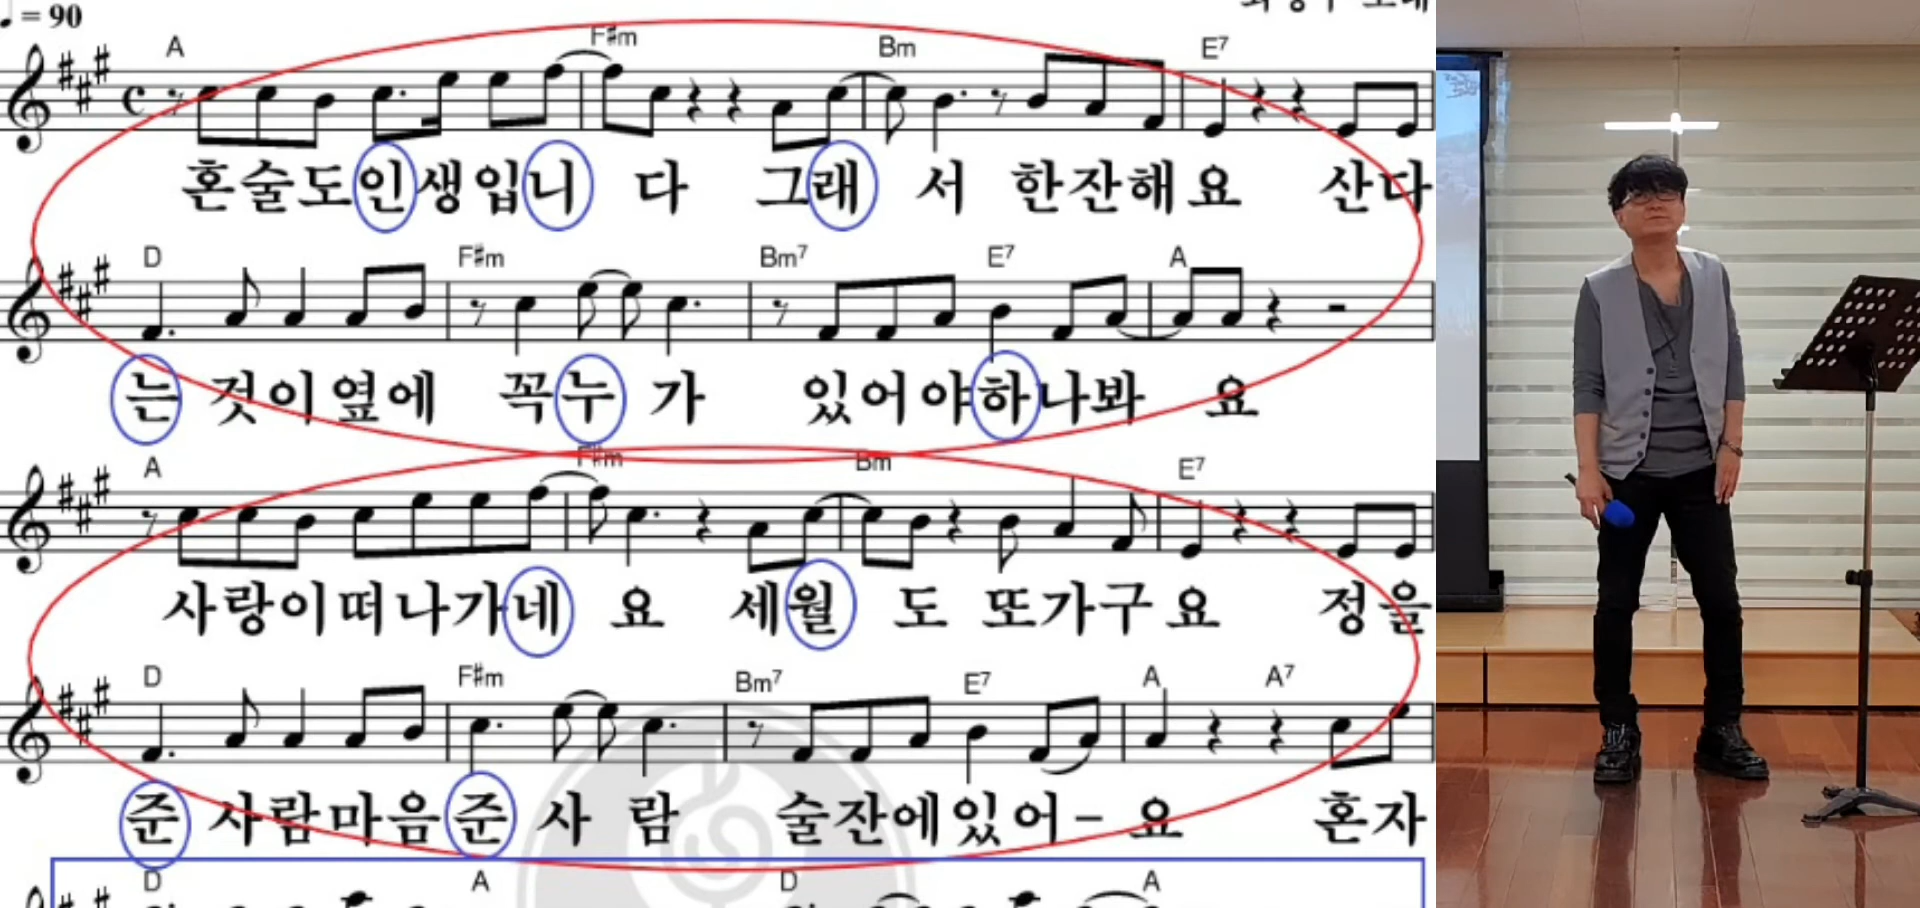 ♩ = 90
A F#m Bm E7
혼술도인생입니 다 그래 서 한잔해요 산다
D F#m Bm7 E7 A
는 것이옆에 꼭누 가 있어야하나봐 요
A F#m Bm E7
사랑이떠나가네 요 세월 도 또가구요 정을
D F#m Bm7 E7 A A7
준 사람마음준 사 람 술잔에있어- 요 혼자
D A D A